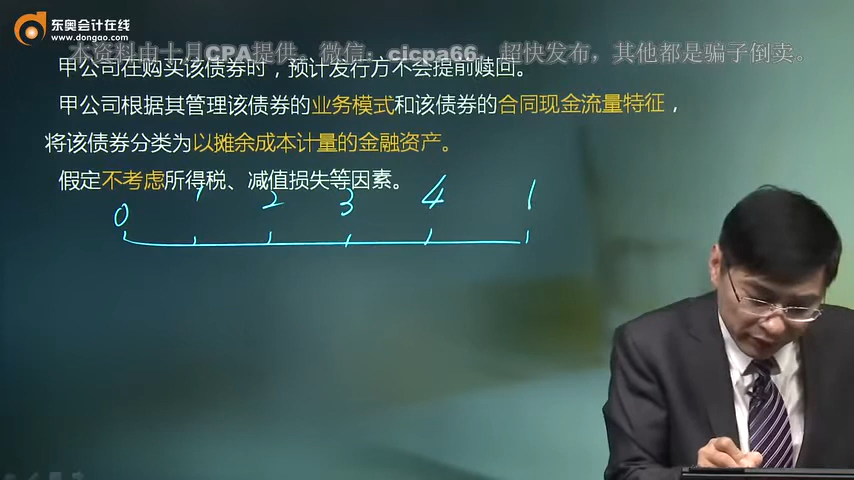 东奥会计在线
www.dongao.com
本资料由十月CPA提供，微信：cicpa66，超快发布，其他都是骗子倒卖。
甲公司在购买该债券时，预计发行方不会提前赎回。
甲公司根据其管理该债券的业务模式和该债券的合同现金流量特征，
将该债券分类为以摊余成本计量的金融资产。
假定不考虑所得税、减值损失等因素。
0 1 2 3 4 1